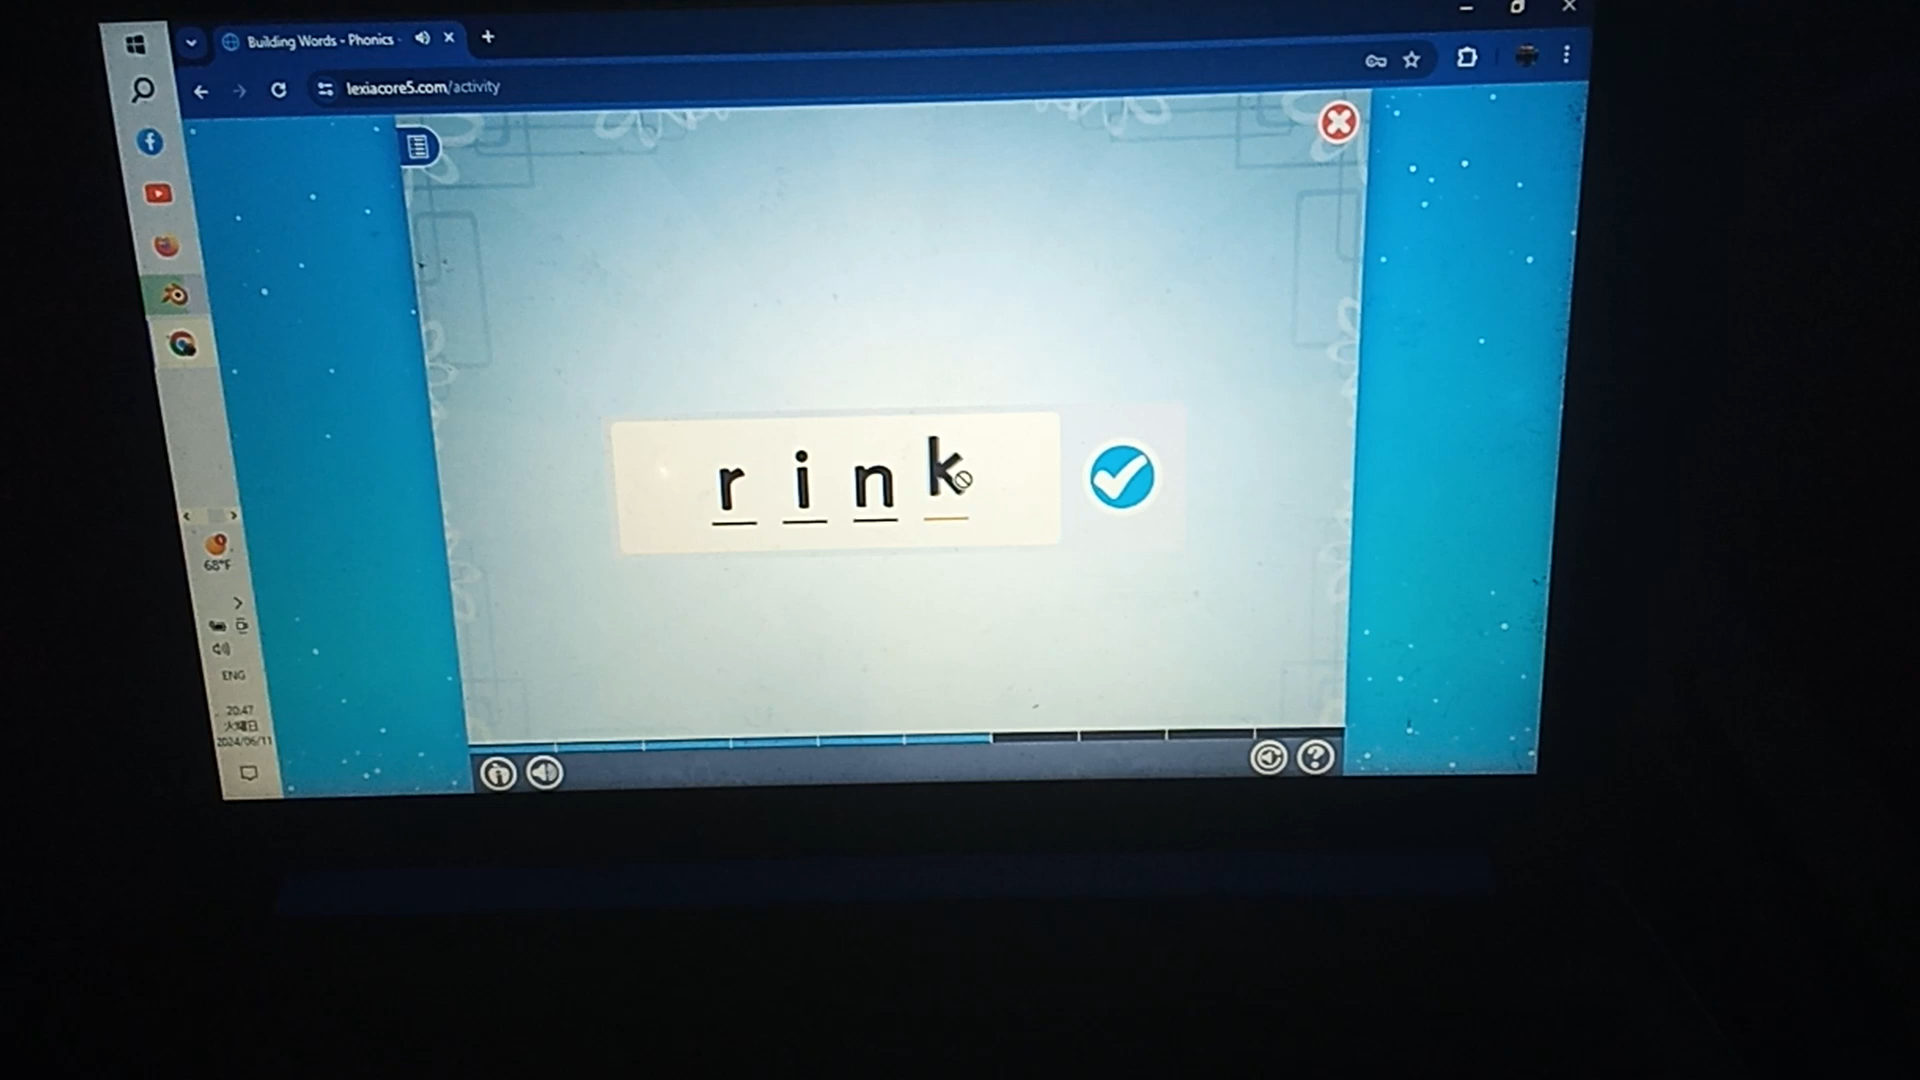 Building Words - Phonics
lexiacore5.com/activity
r i n k
68°F
ENG
20:47
火曜日
2024/06/11